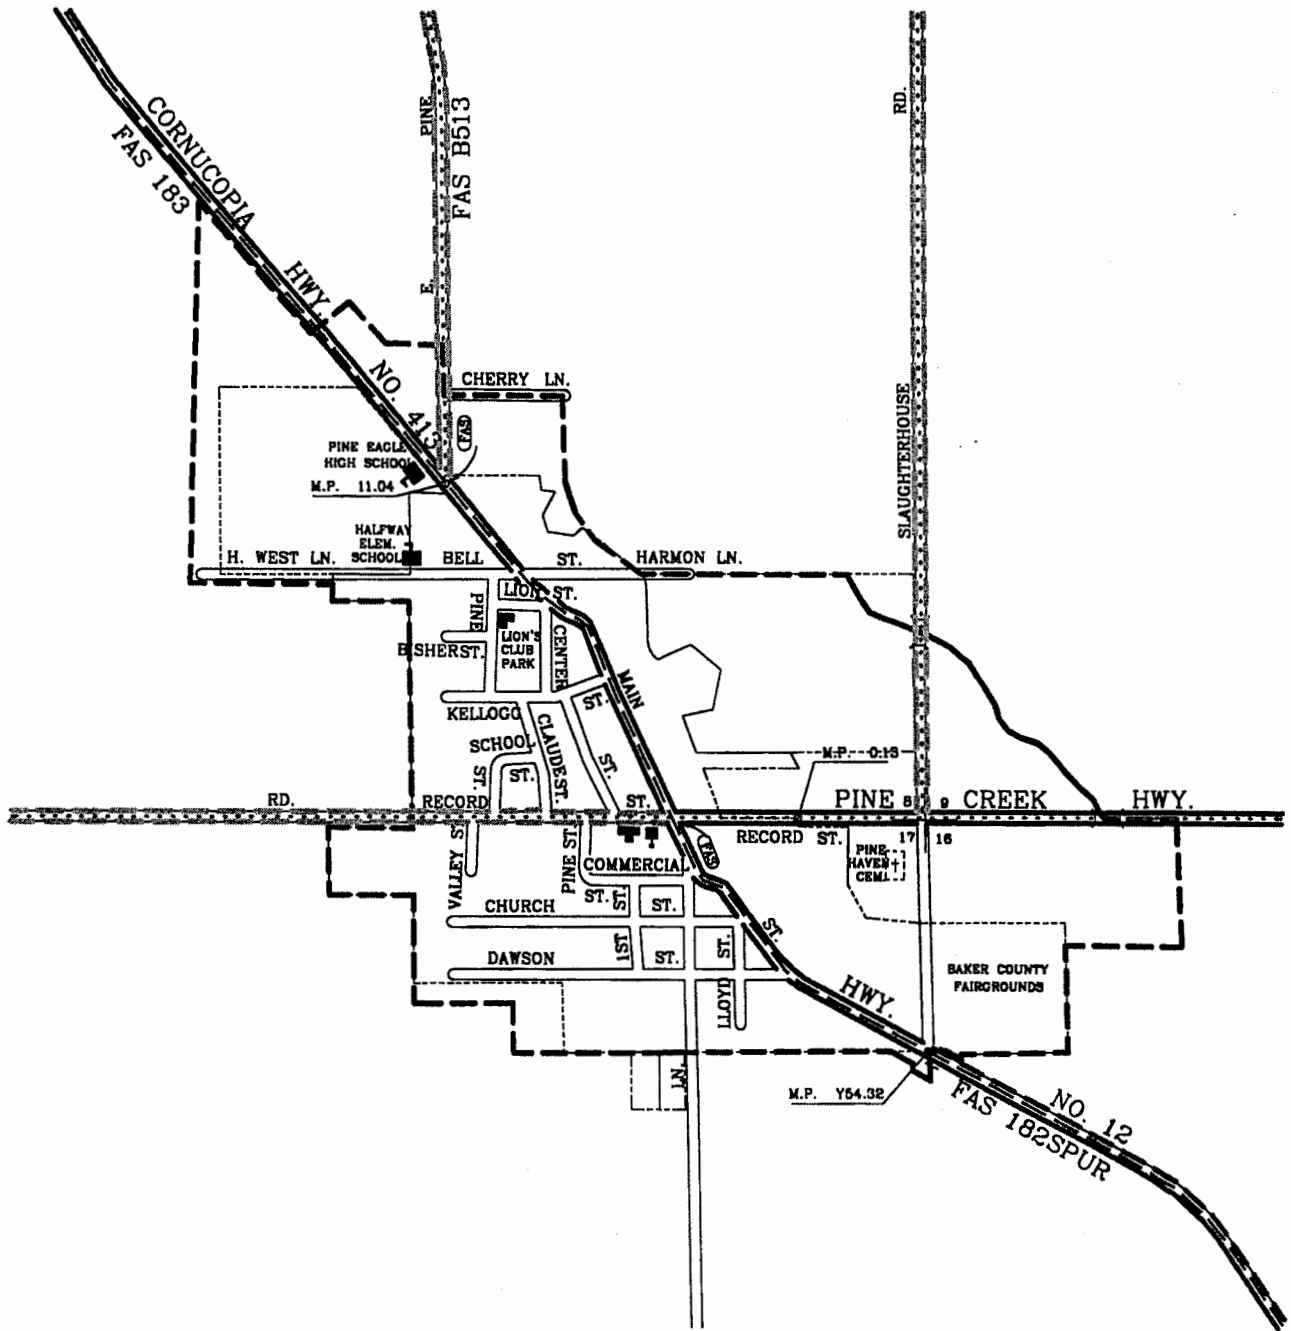 CORNUCOPIA
HWY.
NO.
413
FAS 183
E.
PINE
FAS B513
SLAUGHTERHOUSE
RD.
CHERRY LN.
FAS
PINE EAGLE
HIGH SCHOOL
M.P. 11.04
HALFWAY
ELEM.
SCHOOL
H. WEST LN.
BELL
ST.
HARMON LN.
LION
ST.
PINE
LION'S
CLUB
PARK
CENTER
BISHER ST.
MAIN
ST.
KELLOGG
CLAUDE ST.
SCHOOL
ST.
ST.
ST.
M.P. 0.13
RD.
RECORD
ST.
PINE
8
9
CREEK
HWY.
RECORD ST.
17
16
PINE
HAVEN
CEM.
VALLEY ST.
PINE ST.
COMMERCIAL
ST.
FAS
CHURCH
ST.
1ST
ST.
ST.
DAWSON
ST.
LLOYD
ST.
BAKER COUNTY
FAIRGROUNDS
HWY.
LN.
M.P. Y54.32
NO. 12
FAS 182SPUR